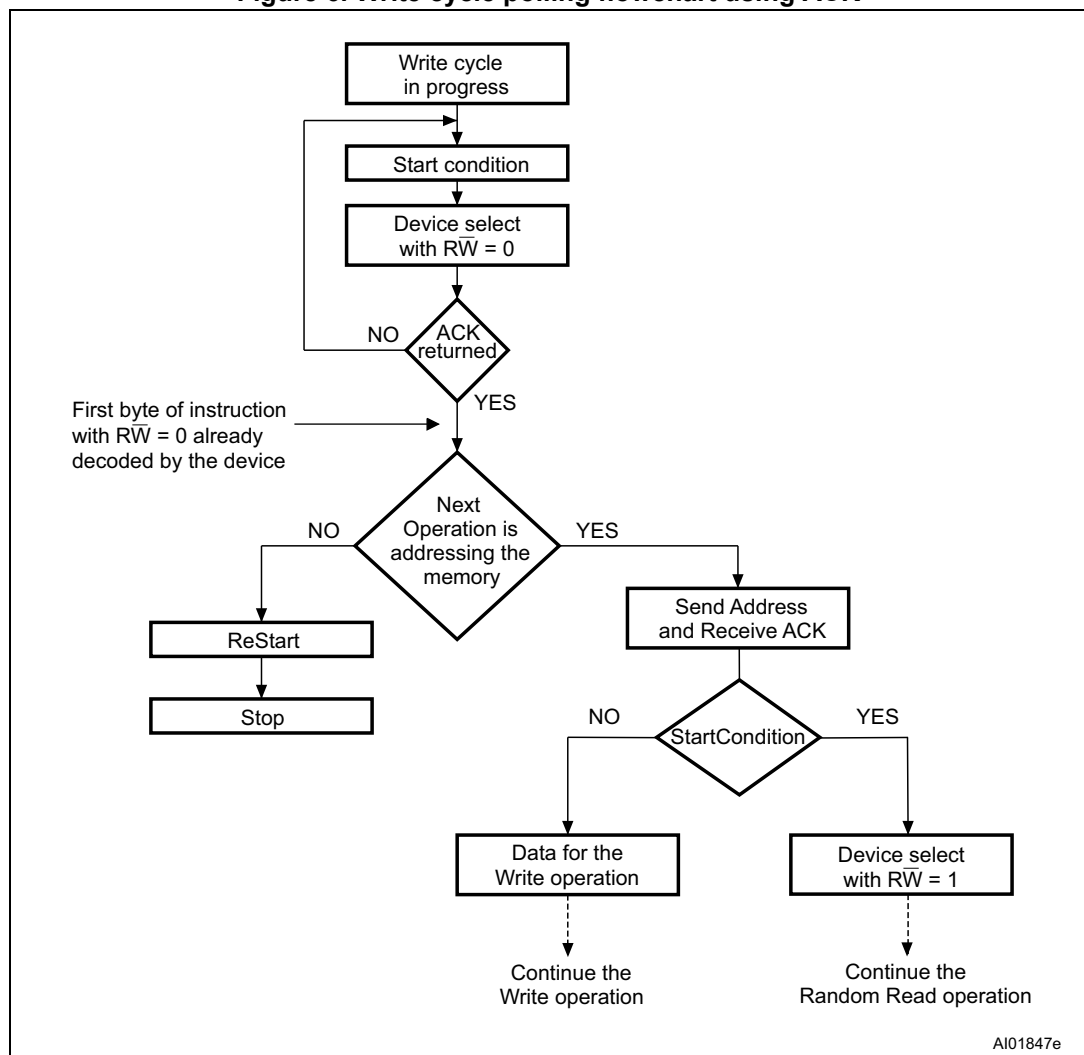 Write cycle
in progress
Start condition
Device select
with RW̅ = 0
NO
ACK
returned
YES
First byte of instruction
with RW̅ = 0 already
decoded by the device
Next
Operation is
addressing the
memory
NO
YES
Send Address
and Receive ACK
ReStart
Stop
NO
YES
StartCondition
Data for the
Write operation
Device select
with RW̅ = 1
Continue the
Write operation
Continue the
Random Read operation
AI01847e